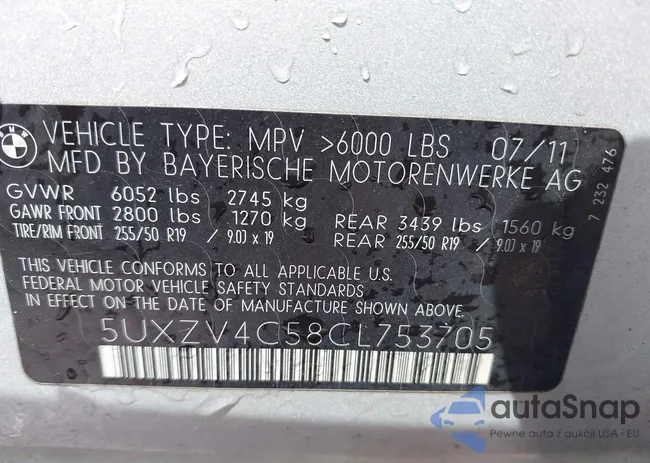 BMW VEHICLE TYPE: MPV >6000 LBS 07/11
MFD BY BAYERISCHE MOTORENWERKE AG
GVWR 6052 lbs 2745 kg
GAWR FRONT 2800 lbs 1270 kg REAR 3439 lbs 1560 kg
TIRE/RIM FRONT 255/50 R19 / 9.0J x 19 REAR 255/50 R19 / 9.0J x 19
THIS VEHICLE CONFORMS TO ALL APPLICABLE U.S.
FEDERAL MOTOR VEHICLE SAFETY STANDARDS
IN EFFECT ON THE DATE OF MANUFACTURE SHOWN ABOVE
5UXZV4C58CL753705
7 232 476
autaSnap
Pewne auta z aukcji USA i EU